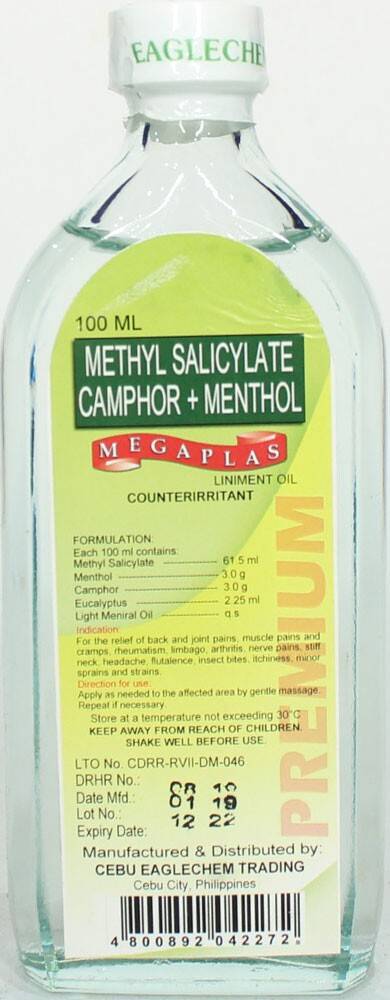 EAGLECHE
100 ML
METHYL SALICYLATE
CAMPHOR + MENTHOL
MEGAPLAS
LINIMENT OIL
COUNTERIRRITANT
PREMIUM
FORMULATION:
Each 100 ml contains:
Methyl Salicylate ---------------- 61.5 ml
Menthol ---------------- 3.0 g
Camphor ---------------- 3.0 g
Eucalyptus ---------------- 2.25 ml
Light Meniral Oil ---------------- q.s
Indication:
For the relief of back and joint pains, muscle pains and
cramps, rheumatism, limbago, arthritis, nerve pains, stiff
neck, headache, flutalence, insect bites, itchiness, minor
sprains and strains.
Direction for use:
Apply as needed to the affected area by gentle massage.
Repeat if necessary.
Store at a temperature not exceeding 30°C
KEEP AWAY FROM REACH OF CHILDREN.
SHAKE WELL BEFORE USE.
LTO No. CDRR-RVII-DM-046
DRHR No.:
Date Mfd.: 01 19
Lot No.:
Expiry Date: 12 22
Manufactured & Distributed by:
CEBU EAGLECHEM TRADING
Cebu City, Philippines
4 800892 042272